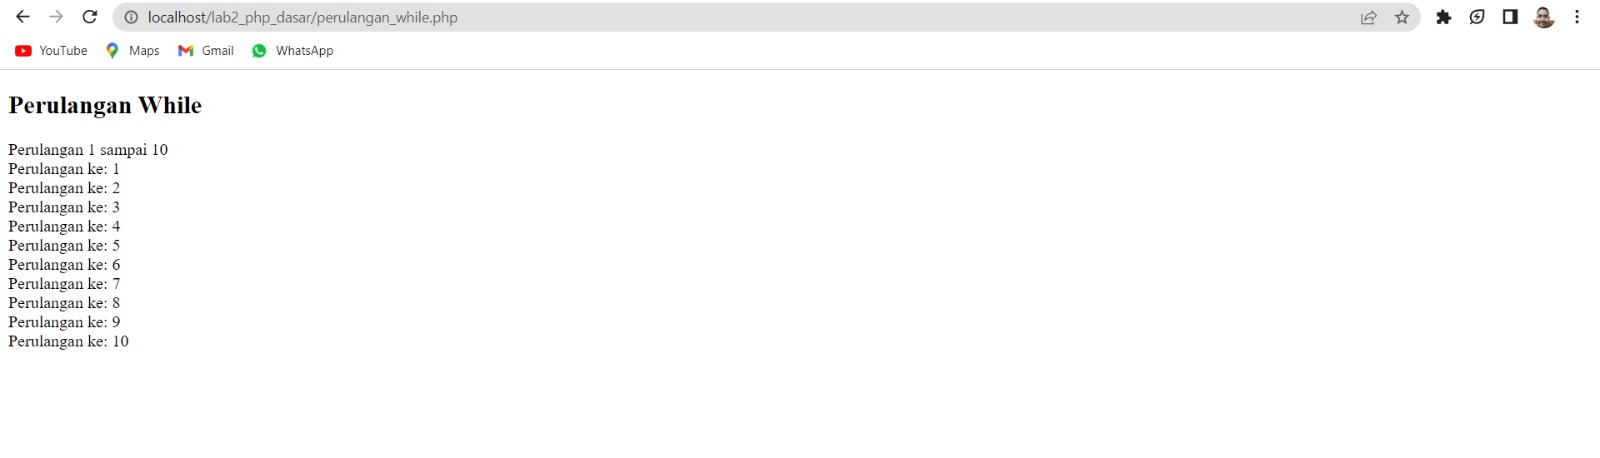 localhost/lab2_php_dasar/perulangan_while.php
YouTube Maps Gmail WhatsApp
Perulangan While
Perulangan 1 sampai 10
Perulangan ke: 1
Perulangan ke: 2
Perulangan ke: 3
Perulangan ke: 4
Perulangan ke: 5
Perulangan ke: 6
Perulangan ke: 7
Perulangan ke: 8
Perulangan ke: 9
Perulangan ke: 10